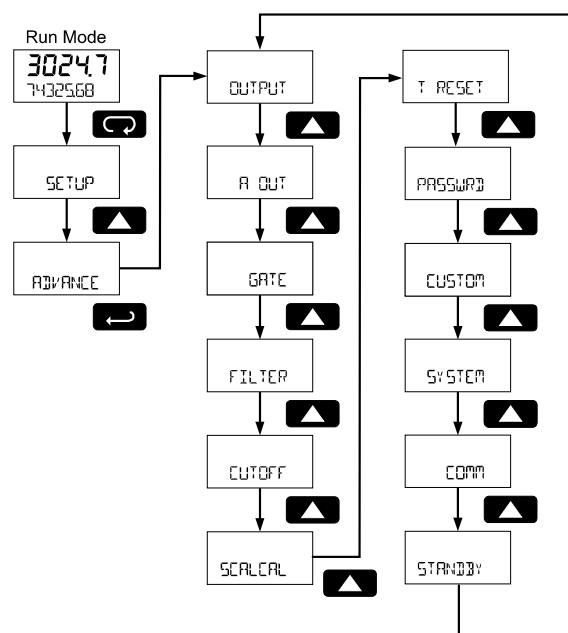 Run Mode
3024.7
74325.68
SETUP
ADVANCE
OUTPUT
A OUT
GATE
FILTER
CUTOFF
SCALCAL
T RESET
PASSWRD
CUSTOM
SYSTEM
COMM
STANDBY